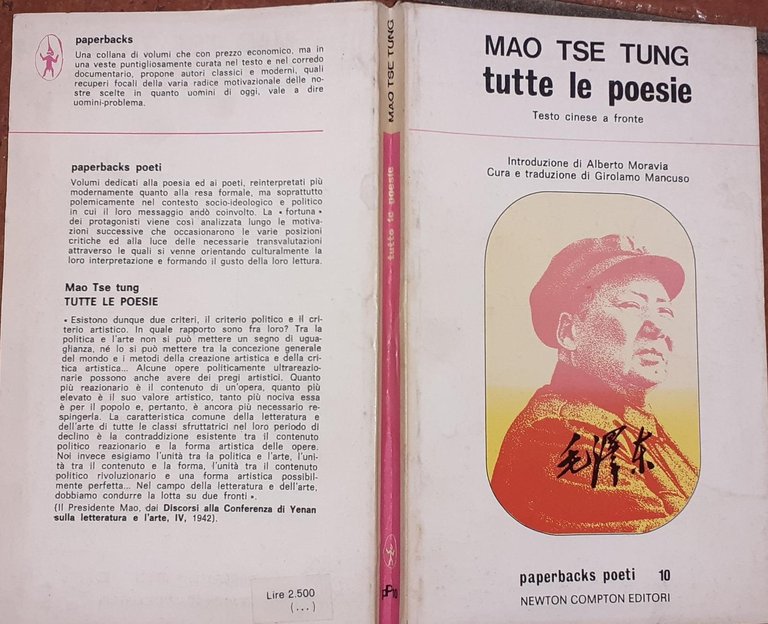 paperbacks
Una collana di volumi che con prezzo economico, ma in
una veste puntigliosamente curata nel testo e nel corredo
documentario, propone autori classici e moderni, quali
recuperi focali della varia radice motivazionale delle no-
stre scelte in quanto uomini di oggi, vale a dire
uomini-problema.
paperbacks poeti
Volumi dedicati alla poesia ed ai poeti, reinterpretati più
modernamente quanto alla resa formale, ma soprattutto
polemicamente nel contesto socio-ideologico e politico
in cui il loro messaggio andò coinvolto. La « fortuna »
dei protagonisti viene così analizzata lungo le motiva-
zioni successive che occasionarono le varie posizioni
critiche ed alla luce delle necessarie transvalutazioni
attraverso le quali si venne orientando culturalmente la
loro interpretazione e formando il gusto della loro lettura.
Mao Tse tung
TUTTE LE POESIE
« Esistono dunque due criteri, il criterio politico e il cri-
terio artistico. In quale rapporto sono fra loro? Tra la
politica e l'arte non si può mettere un segno di ugua-
glianza, né lo si può mettere tra la concezione generale
del mondo e i metodi della creazione artistica e della criti-
ca artistica... Alcune opere politicamente ultrareazio-
narie possono anche avere dei pregi artistici. Quanto
più reazionario è il contenuto di un'opera, quanto più
elevato è il suo valore artistico, tanto più nociva essa
è per il popolo e, pertanto, è ancora più necessario re-
spingerla. La caratteristica comune della letteratura e
dell'arte di tutte le classi sfruttatrici nel loro periodo di
declino è la contraddizione esistente tra il contenuto
politico reazionario e la forma artistica delle opere.
Noi invece esigiamo l'unità tra la politica e l'arte, l'uni-
tà tra il contenuto e la forma, l'unità tra il contenuto
politico rivoluzionario e una forma artistica possibil-
mente perfetta... Nel campo della letteratura e dell'arte,
dobbiamo condurre la lotta su due fronti ».
(Il Presidente Mao, dai Discorsi alla Conferenza di Yenan
sulla letteratura e l'arte, IV, 1942).
Lire 2.500
(...)
MAO TSE TUNG
tutte le poesie
pP10
MAO TSE TUNG
tutte le poesie
Testo cinese a fronte
Introduzione di Alberto Moravia
Cura e traduzione di Girolamo Mancuso
毛澤东
paperbacks poeti 10
NEWTON COMPTON EDITORI